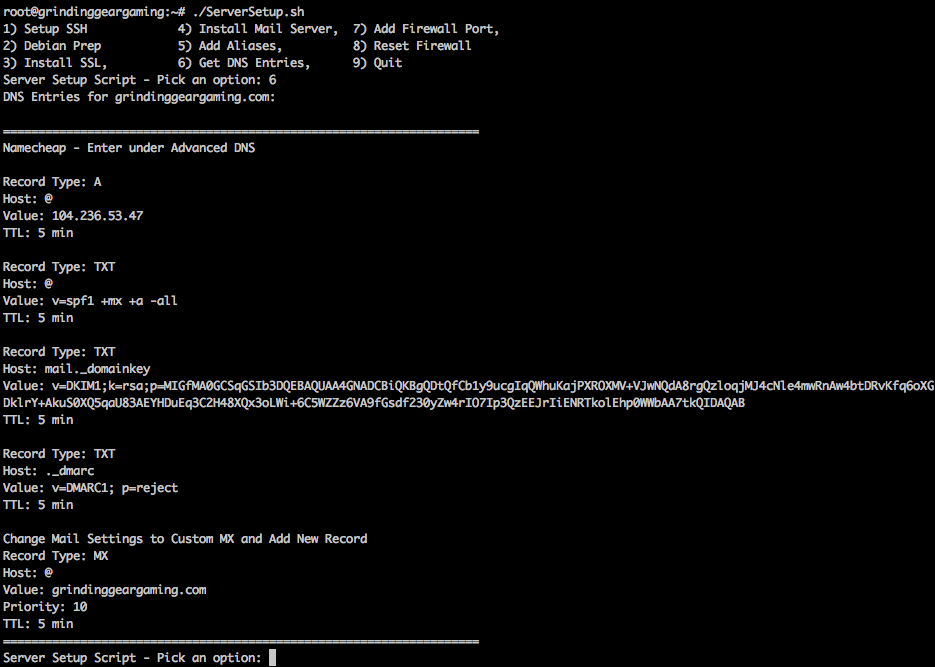 root@grindinggeargaming:~# ./ServerSetup.sh
1) Setup SSH 4) Install Mail Server, 7) Add Firewall Port,
2) Debian Prep 5) Add Aliases, 8) Reset Firewall
3) Install SSL, 6) Get DNS Entries, 9) Quit
Server Setup Script - Pick an option: 6
DNS Entries for grindinggeargaming.com:
====================================================================
Namecheap - Enter under Advanced DNS
Record Type: A
Host: @
Value: 104.236.53.47
TTL: 5 min
Record Type: TXT
Host: @
Value: v=spf1 +mx +a -all
TTL: 5 min
Record Type: TXT
Host: mail._domainkey
Value: v=DKIM1;k=rsa;p=MIGfMA0GCSqGSIb3DQEBAQUAA4GNADCBiQKBgQDtQfCb1y9ucgIqQWhuKajPXROXMV+VJwNQdA8rgQzloqjMJ4cNle4mwRnAw4btDRvKfq6oXG
DklrY+AkuS0XQ5qaU83AEYHDuEq3C2H48XQx3oLWi+6C5WZZz6VA9fGsdf230yZw4rIO7Ip3QzEEJrIiENRTkolEhp0WWbAA7tkQIDAQAB
TTL: 5 min
Record Type: TXT
Host: ._dmarc
Value: v=DMARC1; p=reject
TTL: 5 min
Change Mail Settings to Custom MX and Add New Record
Record Type: MX
Host: @
Value: grindinggeargaming.com
Priority: 10
TTL: 5 min
====================================================================
Server Setup Script - Pick an option: